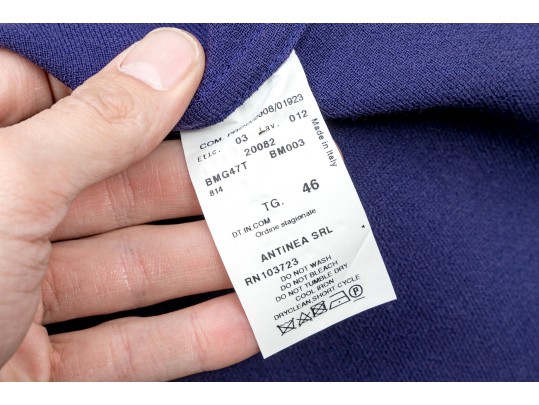 COM. 2008/01923
Etic. 03 Lav. 012
20082
BMG47T BM003
814
TG. 46
DT IN.COM
Ordine stagionale
ANTINEA SRL
RN103723
DO NOT WASH
DO NOT BLEACH
DO NOT TUMBLE DRY
COOL IRON
DRYCLEAN,SHORT CYCLE
P
Made in Italy